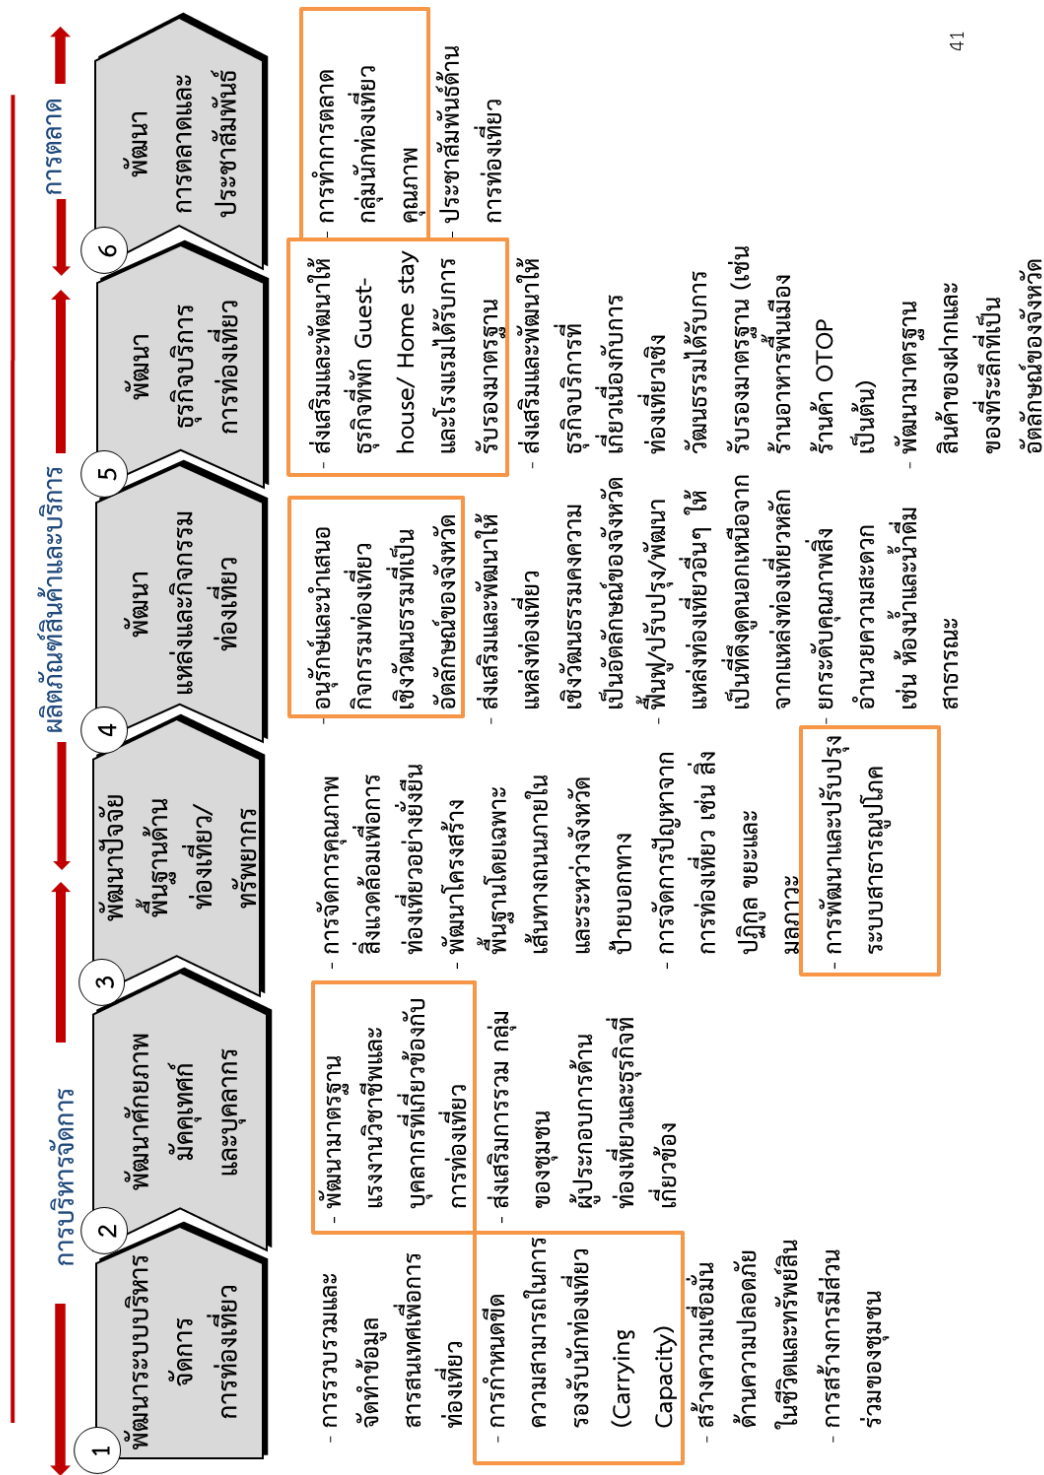 การบริหารจัดการ
ผลิตภัณฑ์สินค้าและบริการ
การตลาด
1
พัฒนาระบบบริหาร
จัดการ
การท่องเที่ยว
2
พัฒนาศักยภาพ
มัคคุเทศก์
และบุคลากร
3
พัฒนาปัจจัย
พื้นฐานด้าน
ท่องเที่ยว/
ทรัพยากร
4
พัฒนา
แหล่งและกิจกรรม
ท่องเที่ยว
5
พัฒนา
ธุรกิจบริการ
การท่องเที่ยว
6
พัฒนา
การตลาดและ
ประชาสัมพันธ์
- การรวบรวมและ
จัดทำข้อมูล
สารสนเทศเพื่อการ
ท่องเที่ยว
- การกำหนดขีด
ความสามารถในการ
รองรับนักท่องเที่ยว
(Carrying
Capacity)
- สร้างความเชื่อมั่น
ด้านความปลอดภัย
ในชีวิตและทรัพย์สิน
- การสร้างการมีส่วน
ร่วมของชุมชน
- พัฒนามาตรฐาน
แรงงานวิชาชีพและ
บุคลากรที่เกี่ยวข้องกับ
การท่องเที่ยว
- ส่งเสริมการรวม กลุ่ม
ของชุมชน
ผู้ประกอบการด้าน
ท่องเที่ยวและธุรกิจที่
เกี่ยวข้อง
- การจัดการคุณภาพ
สิ่งแวดล้อมเพื่อการ
ท่องเที่ยวอย่างยั่งยืน
- พัฒนาโครงสร้าง
พื้นฐานโดยเฉพาะ
เส้นทางถนนภายใน
และระหว่างจังหวัด
ป้ายบอกทาง
- การจัดการปัญหาจาก
การท่องเที่ยว เช่น สิ่ง
ปฏิกูล ขยะและ
มลภาวะ
- การพัฒนาและปรับปรุง
ระบบสาธารณูปโภค
- อนุรักษ์และนำเสนอ
กิจกรรมท่องเที่ยว
เชิงวัฒนธรรมที่เป็น
อัตลักษณ์ของจังหวัด
- ส่งเสริมและพัฒนาให้
แหล่งท่องเที่ยว
เชิงวัฒนธรรมคงความ
เป็นอัตลักษณ์ของจังหวัด
- ฟื้นฟู/ปรับปรุง/พัฒนา
แหล่งท่องเที่ยวอื่นๆ ให้
เป็นที่ดึงดูดนอกเหนือจาก
จากแหล่งท่องเที่ยวหลัก
- ยกระดับคุณภาพสิ่ง
อำนวยความสะดวก
เช่น ห้องน้ำและน้ำดื่ม
สาธารณะ
- ส่งเสริมและพัฒนาให้
ธุรกิจที่พัก Guest-
house/ Home stay
และโรงแรมได้รับการ
รับรองมาตรฐาน
- ส่งเสริมและพัฒนาให้
ธุรกิจบริการที่
เกี่ยวเนื่องกับการ
ท่องเที่ยวเชิง
วัฒนธรรมได้รับการ
รับรองมาตรฐาน (เช่น
ร้านอาหารพื้นเมือง
ร้านค้า OTOP
เป็นต้น)
- พัฒนามาตรฐาน
สินค้าของฝากและ
ของที่ระลึกที่เป็น
อัตลักษณ์ของจังหวัด
- การทำการตลาด
กลุ่มนักท่องเที่ยว
คุณภาพ
- ประชาสัมพันธ์ด้าน
การท่องเที่ยว
41